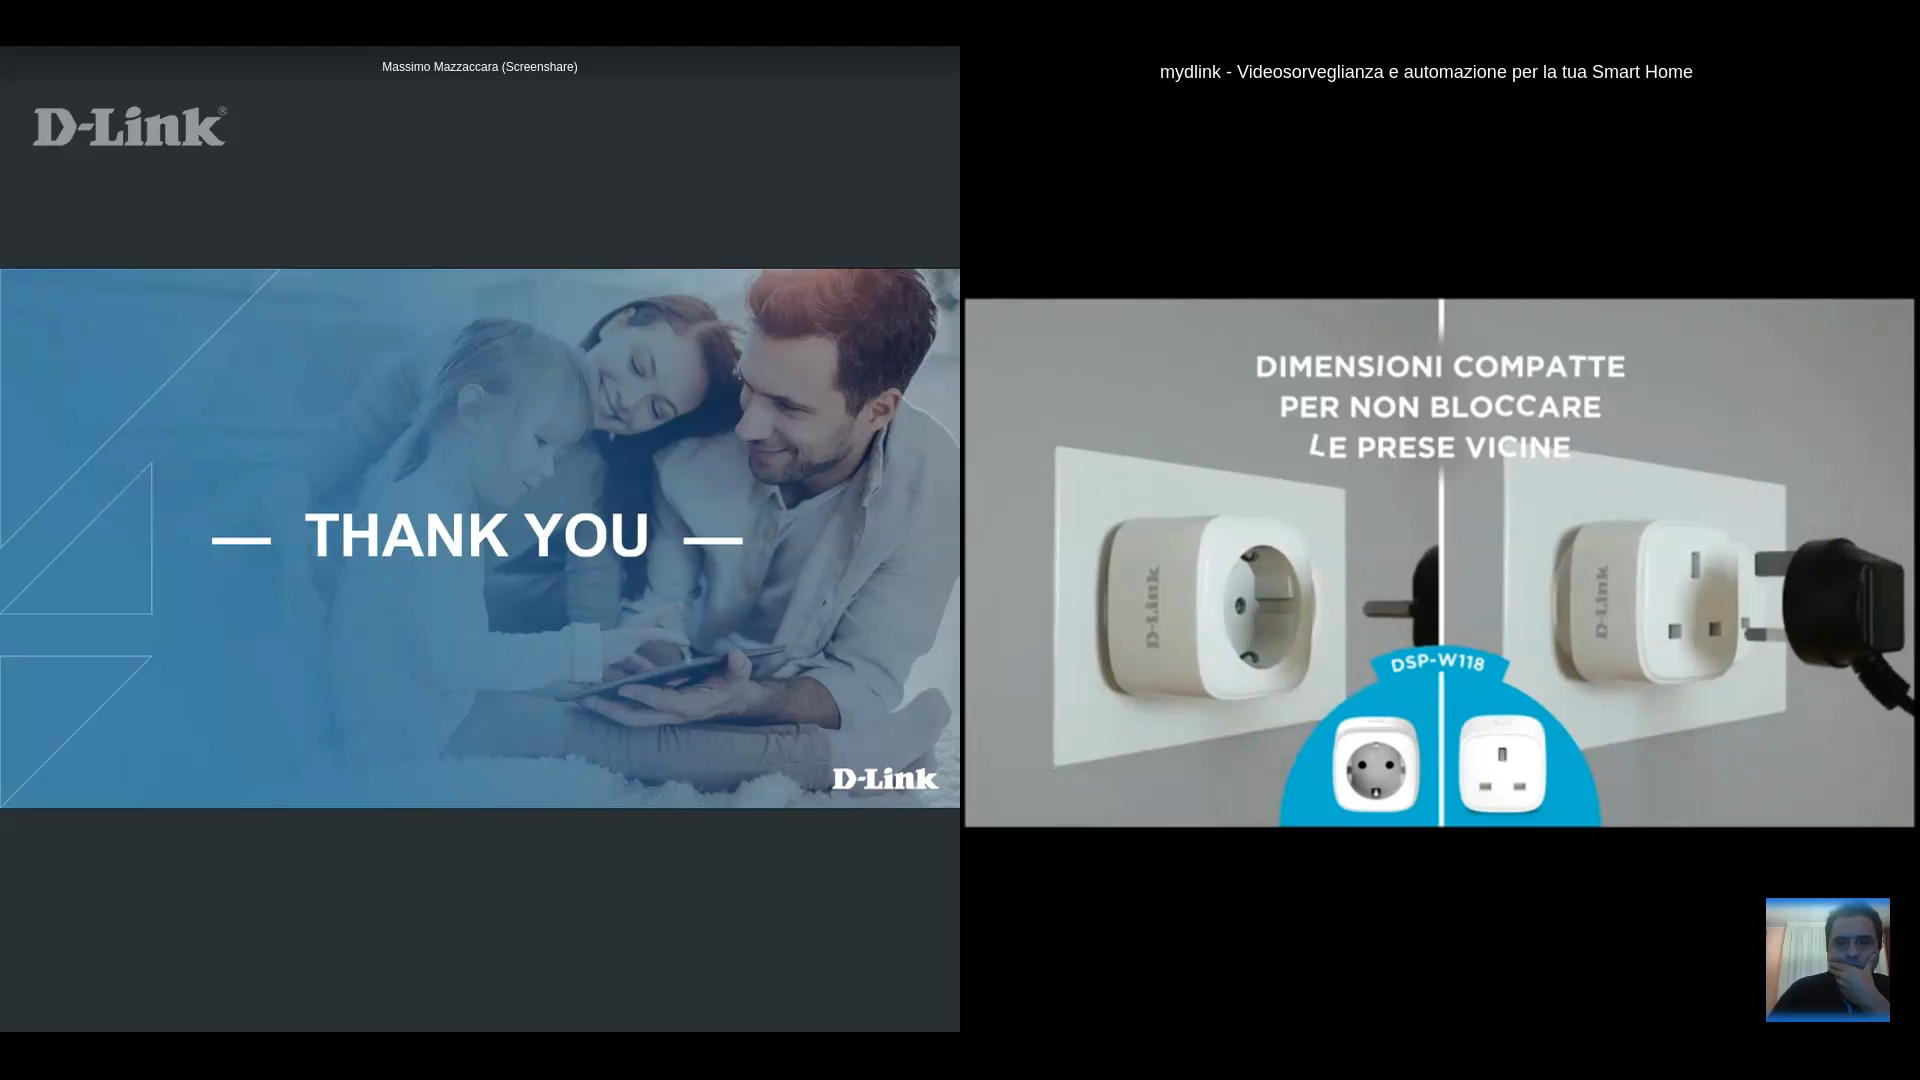 Massimo Mazzaccara (Screenshare)
D-Link®
THANK YOU
D-Link
mydlink - Videosorveglianza e automazione per la tua Smart Home
DIMENSIONI COMPATTE
PER NON BLOCCARE
LE PRESE VICINE
D-Link
D-Link
DSP-W118